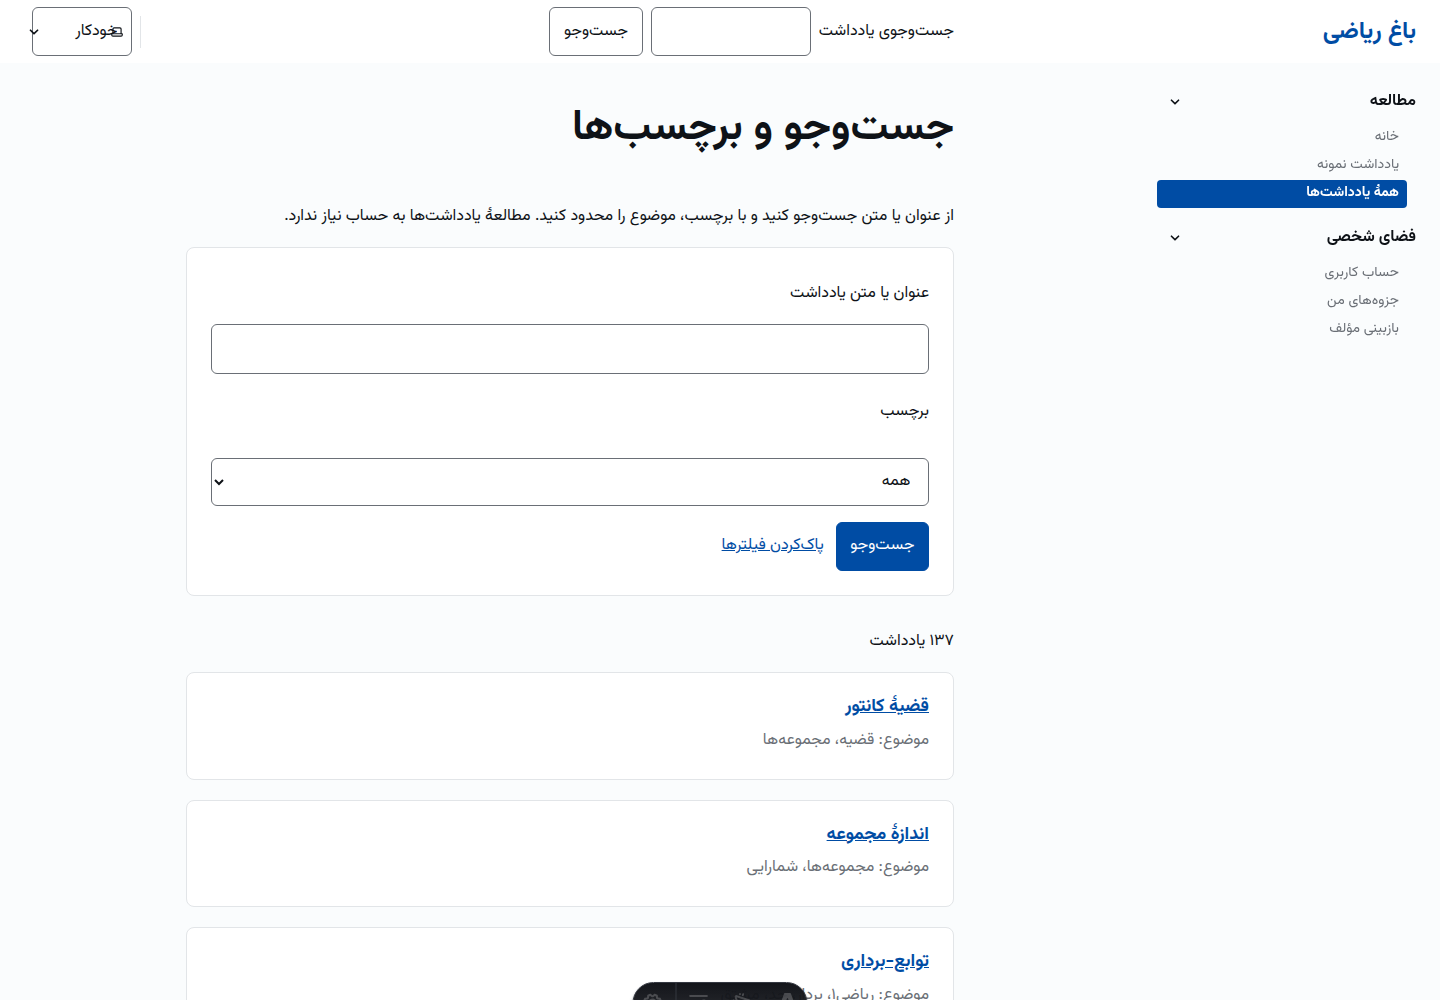 باغ ریاضی
جست‌وجوی یادداشت
جست‌وجو
خودکار
مطالعه
خانه
یادداشت نمونه
همهٔ یادداشت‌ها
فضای شخصی
حساب کاربری
جزوه‌های من
بازبینی مؤلف
جست‌وجو و برچسب‌ها
از عنوان یا متن جست‌وجو کنید و با برچسب، موضوع را محدود کنید. مطالعهٔ یادداشت‌ها به حساب نیاز ندارد.
عنوان یا متن یادداشت
برچسب
همه
جست‌وجو
پاک‌کردن فیلترها
۱۳۷ یادداشت
قضیهٔ کانتور
موضوع: قضیه، مجموعه‌ها
اندازهٔ مجموعه
موضوع: مجموعه‌ها، شمارایی
توابع-برداری
موضوع: ریاضی۱،